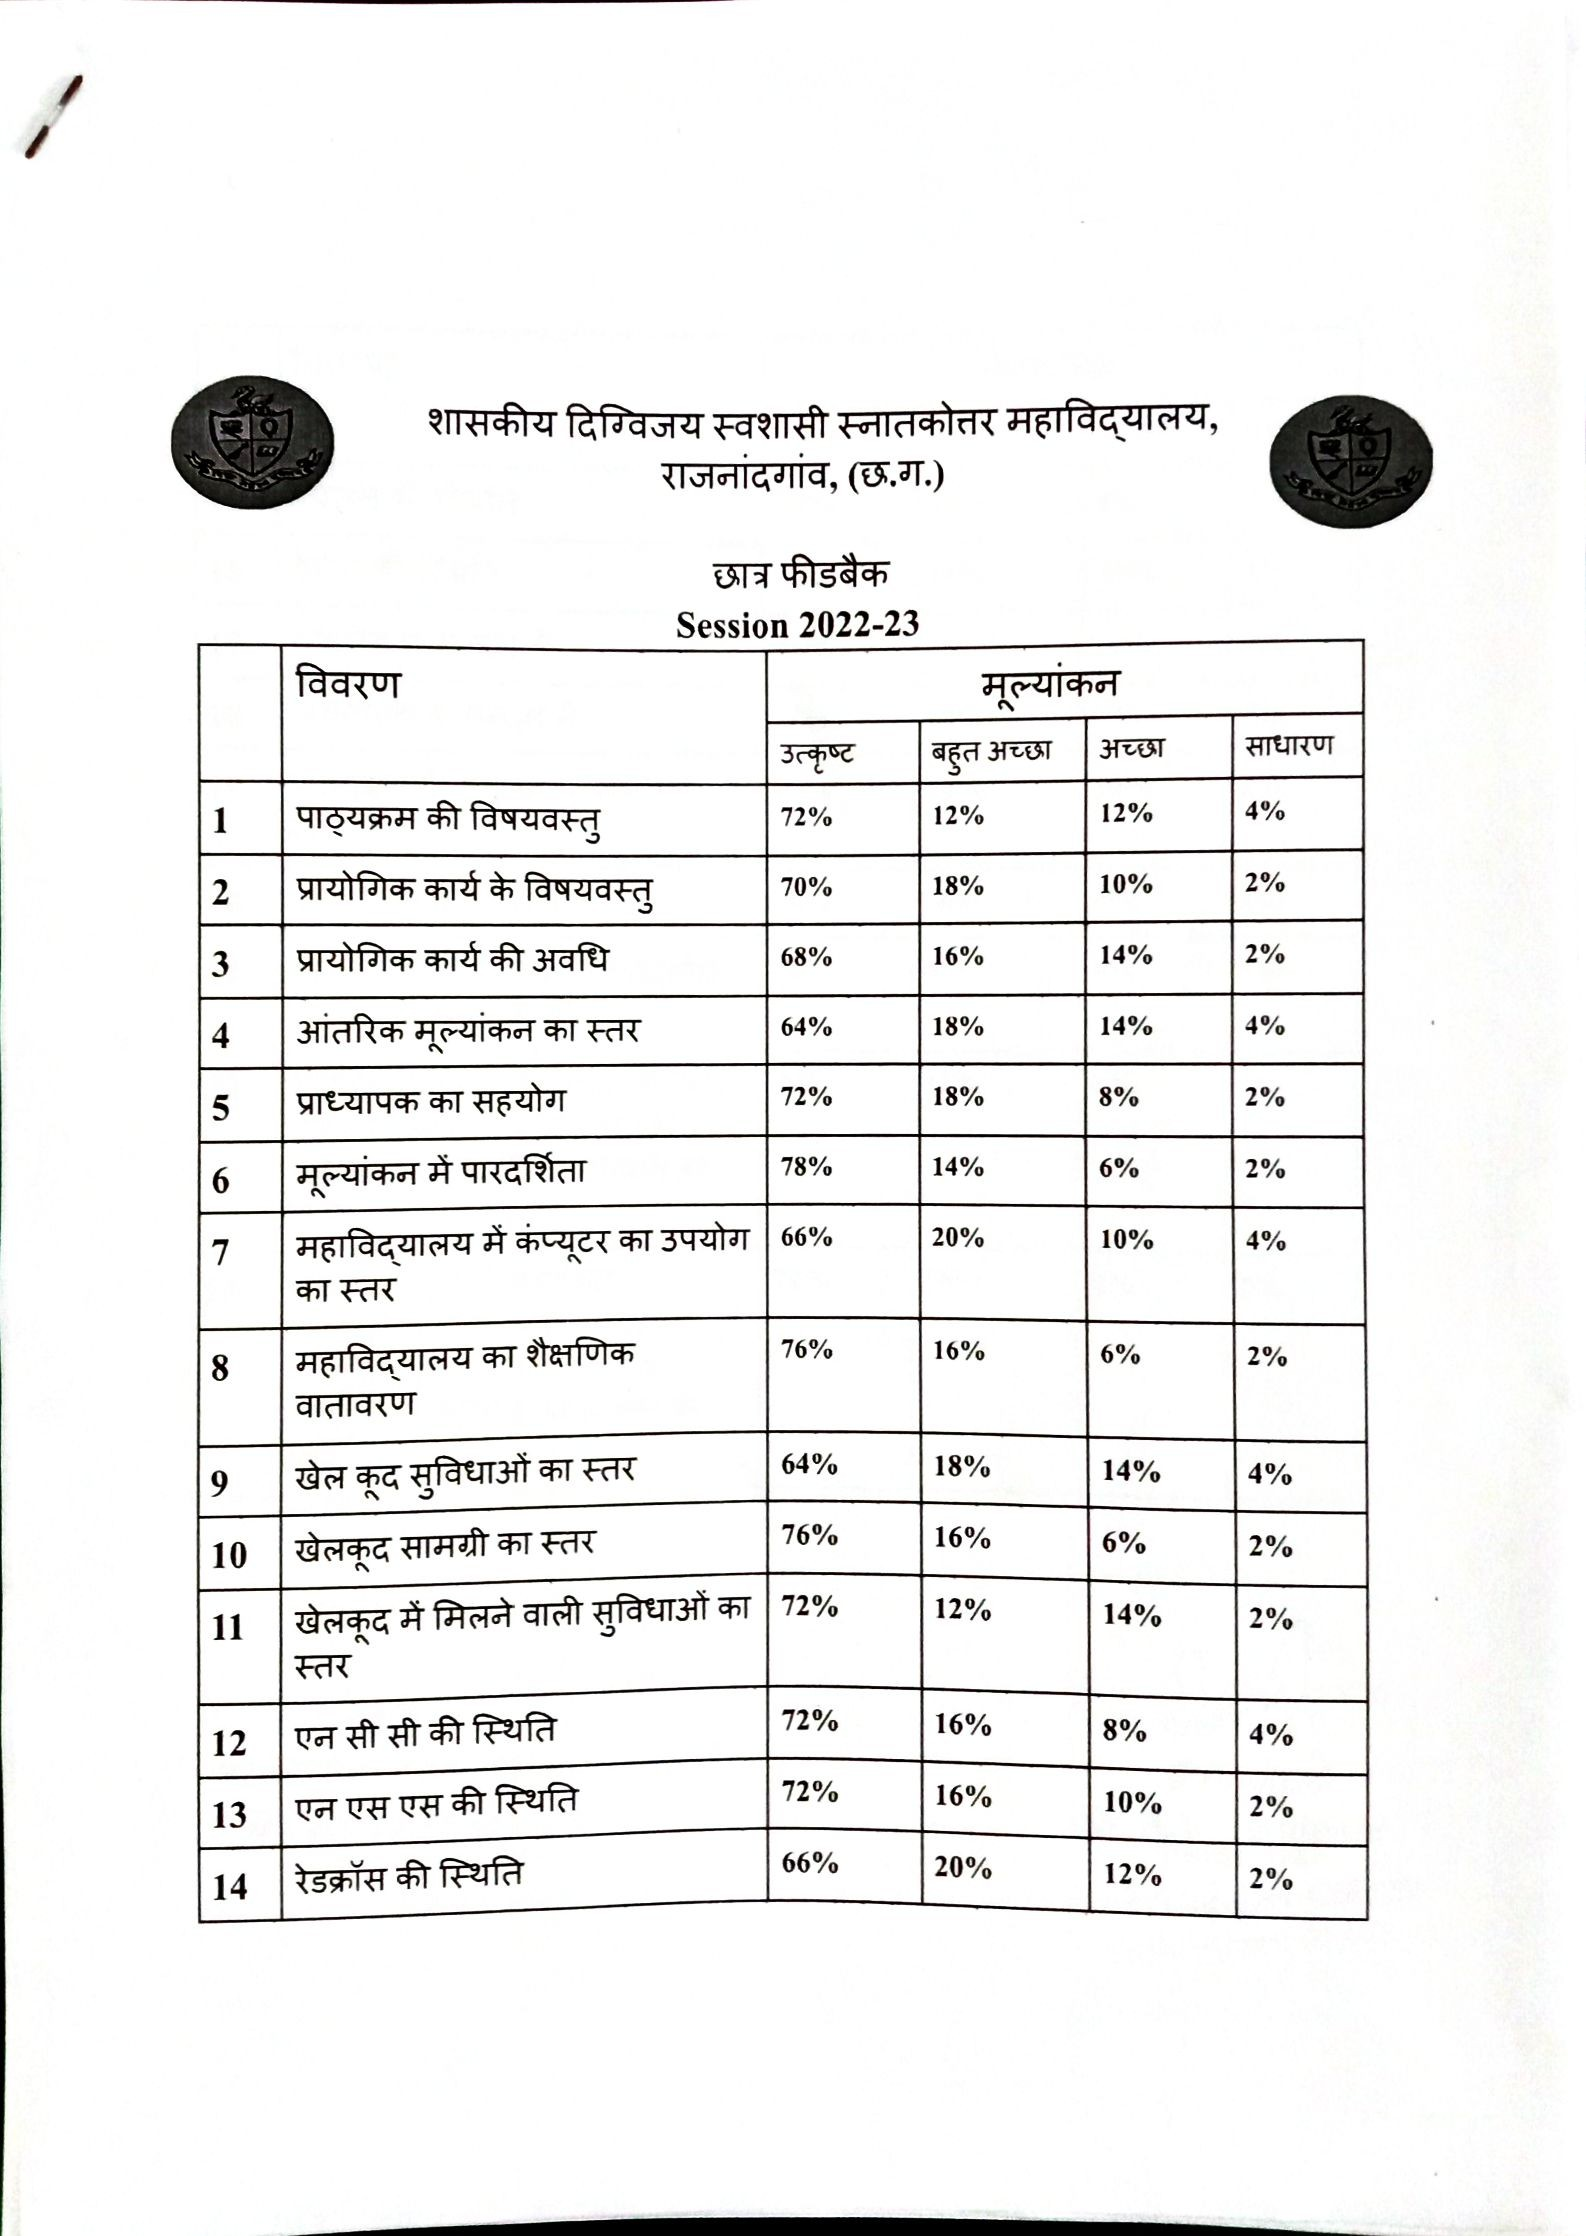 शासकीय दिग्विजय स्वशासी स्नातकोत्तर महाविद्यालय,
राजनांदगांव, (छ.ग.)
छात्र फीडबैक
Session 2022-23
विवरण मूल्यांकन
उत्कृष्ट बहुत अच्छा अच्छा साधारण
1 पाठ्यक्रम की विषयवस्तु 72% 12% 12% 4%
2 प्रायोगिक कार्य के विषयवस्तु 70% 18% 10% 2%
3 प्रायोगिक कार्य की अवधि 68% 16% 14% 2%
4 आंतरिक मूल्यांकन का स्तर 64% 18% 14% 4%
5 प्राध्यापक का सहयोग 72% 18% 8% 2%
6 मूल्यांकन में पारदर्शिता 78% 14% 6% 2%
7 महाविद्यालय में कंप्यूटर का उपयोग 66% 20% 10% 4%
का स्तर
8 महाविद्यालय का शैक्षणिक 76% 16% 6% 2%
वातावरण
9 खेल कूद सुविधाओं का स्तर 64% 18% 14% 4%
10 खेलकूद सामग्री का स्तर 76% 16% 6% 2%
11 खेलकूद में मिलने वाली सुविधाओं का 72% 12% 14% 2%
स्तर
12 एन सी सी की स्थिति 72% 16% 8% 4%
13 एन एस एस की स्थिति 72% 16% 10% 2%
14 रेडक्रॉस की स्थिति 66% 20% 12% 2%